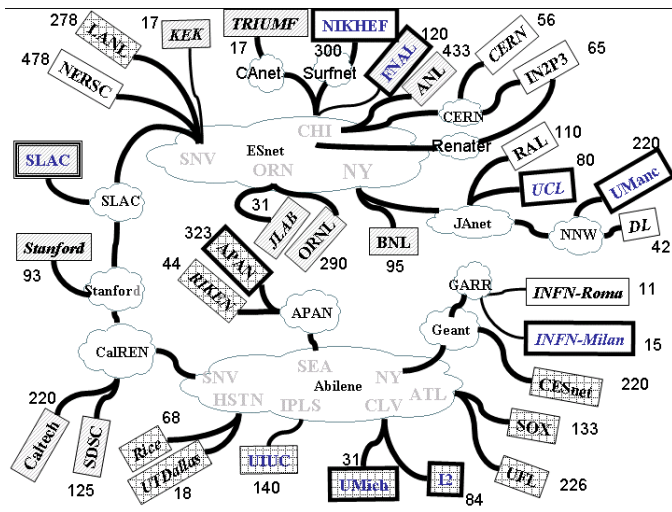 278
LANL
17
KEK
TRIUMF
17
CAnet
300
Surfnet
NIKHEF
120
FNAL
433
ANL
56
CERN
65
IN2P3
CERN
478
NERSC
CHI
SNV
ESnet
ORN
NY
Renater
110
RAL
80
UCL
220
UManc
SLAC
SLAC
31
JLAB
ORNL
290
BNL
95
JAnet
NNW
DL
42
Stanford
93
Stanford
323
APAN
44
RIKEN
APAN
GARR
11
INFN-Roma
Geant
INFN-Milan
15
CalREN
SEA
SNV
Abilene
NY
HSTN
IPLS
CLV
ATL
CESnet
220
220
Caltech
SDSC
125
68
Rice
UTDallas
18
UIUC
140
31
UMich
I2
84
SOX
133
UFL
226